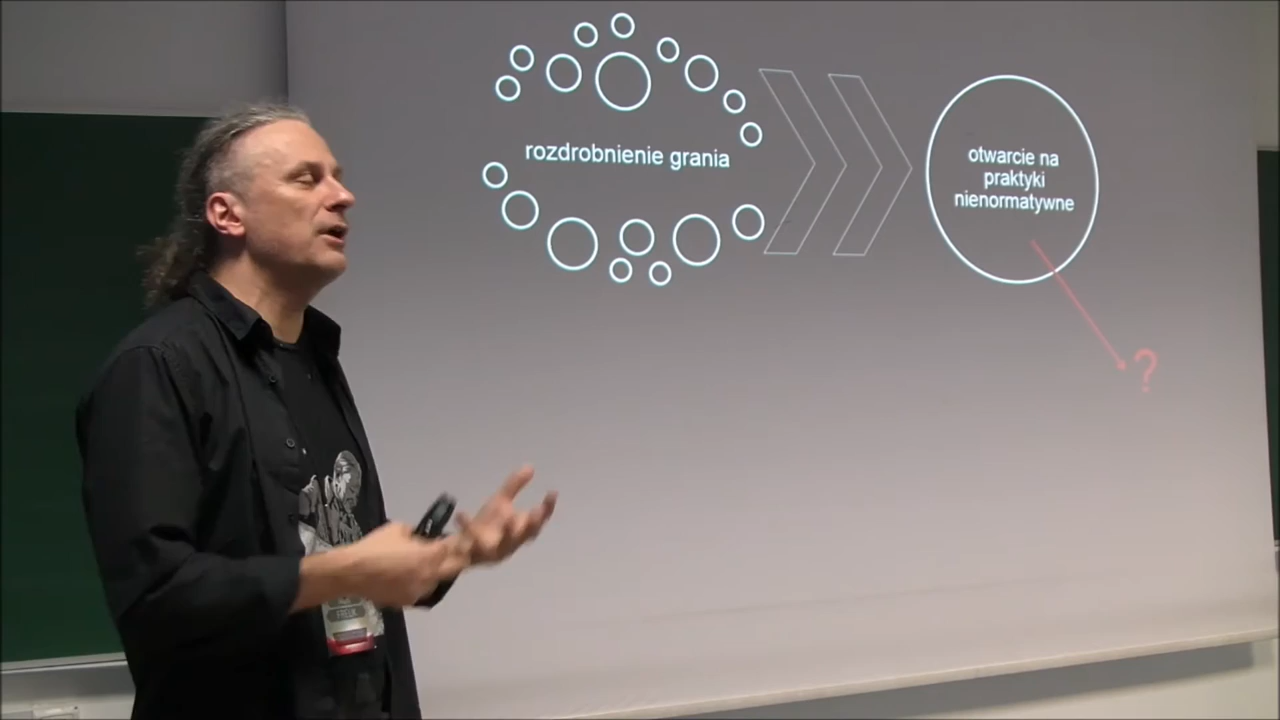 rozdrobnienie grania
otwarcie na
praktyki
nienormatywne
?